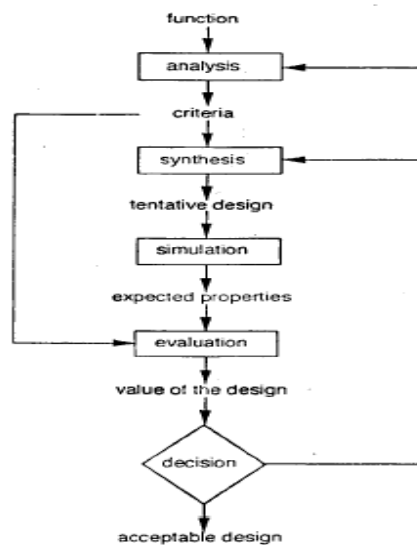 function
analysis
criteria
synthesis
tentative design
simulation
expected properties
evaluation
value of the design
decision
acceptable design